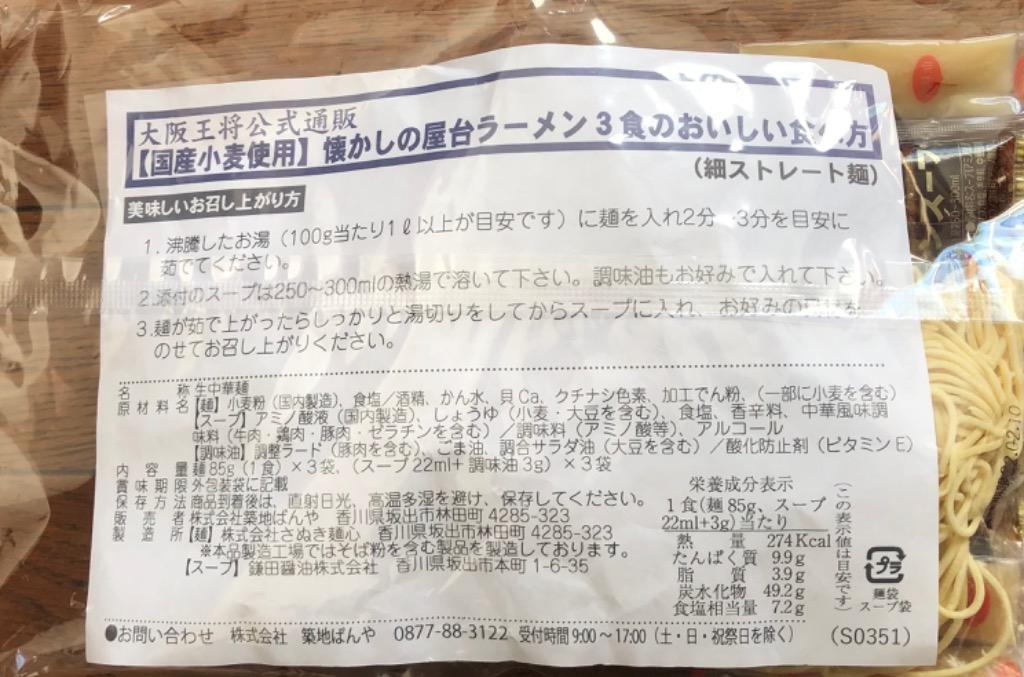 大阪王将公式通販
【国産小麦使用】懐かしの屋台ラーメン3食のおいしい食べ方
(細ストレート麺)
美味しいお召し上がり方
1. 沸騰したお湯(100g当たり1ℓ以上が目安です)に麺を入れ2分~3分を目安に
茹でてください。
2.添付のスープは250~300mlの熱湯で溶いて下さい。調味油もお好みで入れて下さい。
3.麺が茹で上がったらしっかりと湯切りをしてからスープに入れ、お好みの
のせてお召し上がりください。
名称 生中華麺
原材料名【麺】小麦粉(国内製造)、食塩/酒精、かん水、貝Ca、クチナシ色素、加工でん粉、(一部に小麦を含む)
【スープ】アミノ酸液(国内製造)、しょうゆ(小麦・大豆を含む)、食塩、香辛料、中華風味調
味料(牛肉・鶏肉・豚肉・ゼラチンを含む)/調味料(アミノ酸等)、アルコール
【調味油】調整ラード(豚肉を含む)、ごま油、調合サラダ油(大豆を含む)/酸化防止剤(ビタミンE)
内容量 麺85g(1食)×3袋、(スープ22ml+調味油3g)×3袋
賞味期限 外包装袋に記載
保存方法 商品到着後は、直射日光、高温多湿を避け、保存してください。
販売者 株式会社築地ばんや 香川県坂出市林田町4285-323
製造所【麺】株式会社さぬき麺心 香川県坂出市林田町4285-323
※本品製造工場ではそば粉を含む製品を製造しております。
【スープ】鎌田醤油株式会社 香川県坂出市本町1-6-35
栄養成分表示
1食(麺85g、スープ
22ml+3g)当たり
熱量 274Kcal
たんぱく質 9.9g
脂質 3.9g
炭水化物 49.2g
食塩相当量 7.2g
(この表示値は目安です)
プラ
麺袋
スープ袋
●お問い合わせ 株式会社 築地ばんや 0877-88-3122 受付時間9:00~17:00(土・日・祝祭日を除く)
(S0351)
スープ